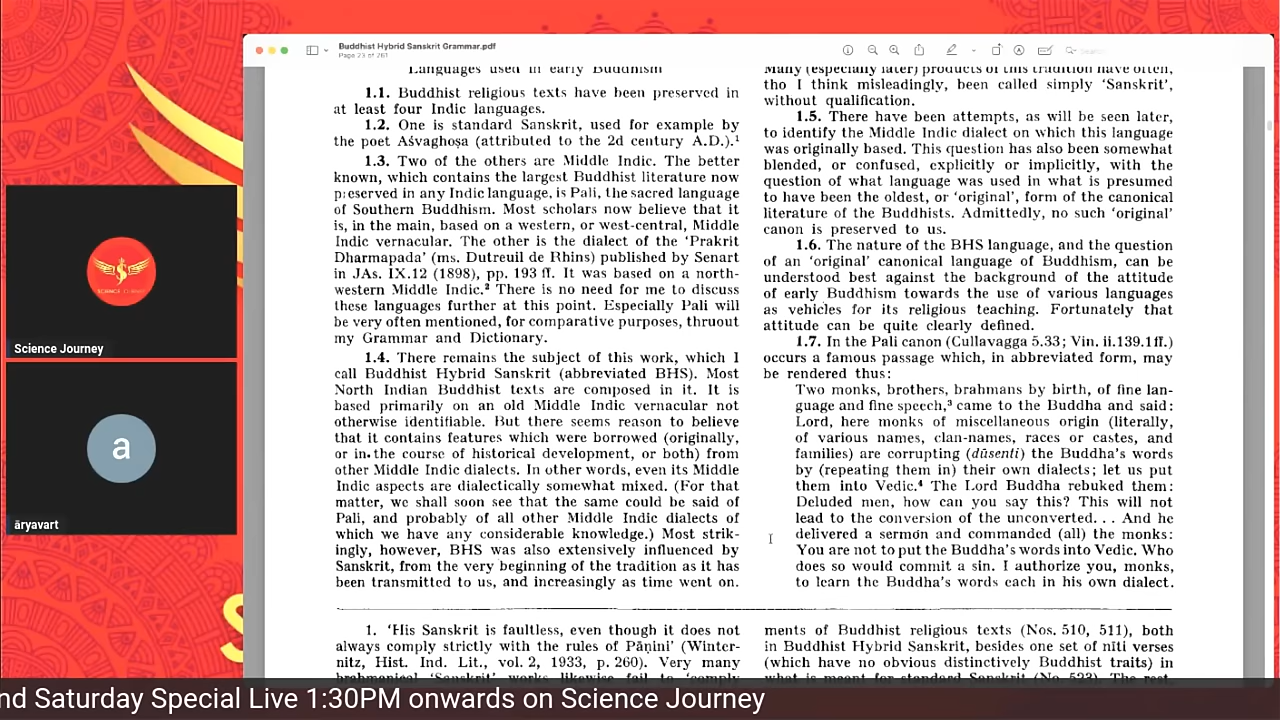 Buddhist Hybrid Sanskrit Grammar.pdf
Page 23 of 261
Languages used in early Buddhism
1.1. Buddhist religious texts have been preserved in
at least four Indic languages.
1.2. One is standard Sanskrit, used for example by
the poet Aśvaghoṣa (attributed to the 2d century A.D.).¹
1.3. Two of the others are Middle Indic. The better
known, which contains the largest Buddhist literature now
preserved in any Indic language, is Pali, the sacred language
of Southern Buddhism. Most scholars now believe that it
is, in the main, based on a western, or west-central, Middle
Indic vernacular. The other is the dialect of the ‘Prakrit
Dharmapada’ (ms. Dutreuil de Rhins) published by Senart
in JAs. IX.12 (1898), pp. 193 ff. It was based on a north-
western Middle Indic.² There is no need for me to discuss
these languages further at this point. Especially Pali will
be very often mentioned, for comparative purposes, thruout
my Grammar and Dictionary.
1.4. There remains the subject of this work, which I
call Buddhist Hybrid Sanskrit (abbreviated BHS). Most
North Indian Buddhist texts are composed in it. It is
based primarily on an old Middle Indic vernacular not
otherwise identifiable. But there seems reason to believe
that it contains features which were borrowed (originally,
or in the course of historical development, or both) from
other Middle Indic dialects. In other words, even its Middle
Indic aspects are dialectically somewhat mixed. (For that
matter, we shall soon see that the same could be said of
Pali, and probably of all other Middle Indic dialects of
which we have any considerable knowledge.) Most strik-
ingly, however, BHS was also extensively influenced by
Sanskrit, from the very beginning of the tradition as it has
been transmitted to us, and increasingly as time went on.
Many (especially later) products of this tradition have often,
tho I think misleadingly, been called simply ‘Sanskrit’,
without qualification.
1.5. There have been attempts, as will be seen later,
to identify the Middle Indic dialect on which this language
was originally based. This question has also been somewhat
blended, or confused, explicitly or implicitly, with the
question of what language was used in what is presumed
to have been the oldest, or ‘original’, form of the canonical
literature of the Buddhists. Admittedly, no such ‘original’
canon is preserved to us.
1.6. The nature of the BHS language, and the question
of an ‘original’ canonical language of Buddhism, can be
understood best against the background of the attitude
of early Buddhism towards the use of various languages
as vehicles for its religious teaching. Fortunately that
attitude can be quite clearly defined.
1.7. In the Pali canon (Cullavagga 5.33; Vin. ii.139.1ff.)
occurs a famous passage which, in abbreviated form, may
be rendered thus:
Two monks, brothers, brahmans by birth, of fine lan-
guage and fine speech,³ came to the Buddha and said:
Lord, here monks of miscellaneous origin (literally,
of various names, clan-names, races or castes, and
families) are corrupting (dūsenti) the Buddha’s words
by (repeating them in) their own dialects; let us put
them into Vedic.⁴ The Lord Buddha rebuked them:
Deluded men, how can you say this? This will not
lead to the conversion of the unconverted. . . And he
delivered a sermon and commanded (all) the monks:
You are not to put the Buddha’s words into Vedic. Who
does so would commit a sin. I authorize you, monks,
to learn the Buddha’s words each in his own dialect.
1. ‘His Sanskrit is faultless, even though it does not
always comply strictly with the rules of Pāṇini’ (Winter-
nitz, Hist. Ind. Lit., vol. 2, 1933, p. 260). Very many
brahmanical ‘Sanskrit’ works likewise fail to ‘comply
ments of Buddhist religious texts (Nos. 510, 511), both
in Buddhist Hybrid Sanskrit, besides one set of nīti verses
(which have no obvious distinctively Buddhist traits) in
what is meant for standard Sanskrit (No. 523). The rest,
SCIENCE JOURNEY
Science Journey
a
āryavart
nd Saturday Special Live 1:30PM onwards on Science Journey